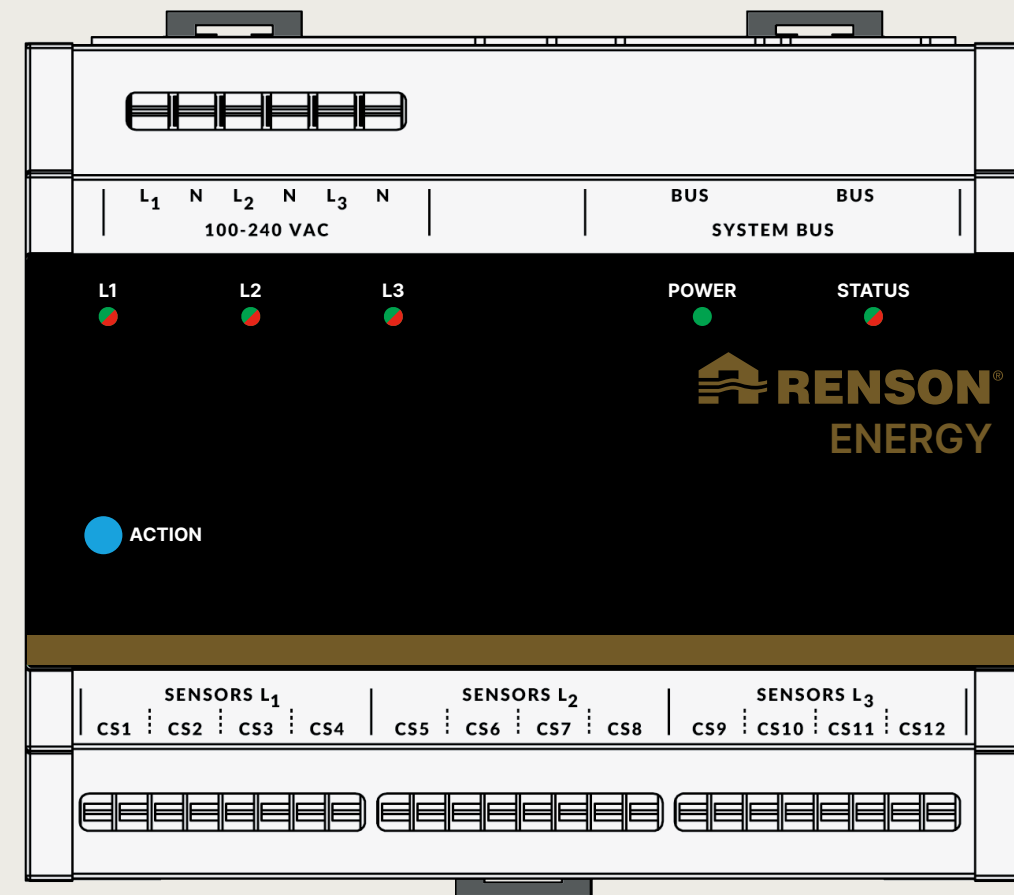 L1 N L2 N L3 N BUS BUS
100-240 VAC SYSTEM BUS
L1 L2 L3 POWER STATUS
RENSON®
ENERGY
ACTION
SENSORS L1 SENSORS L2 SENSORS L3
CS1 CS2 CS3 CS4 CS5 CS6 CS7 CS8 CS9 CS10 CS11 CS12